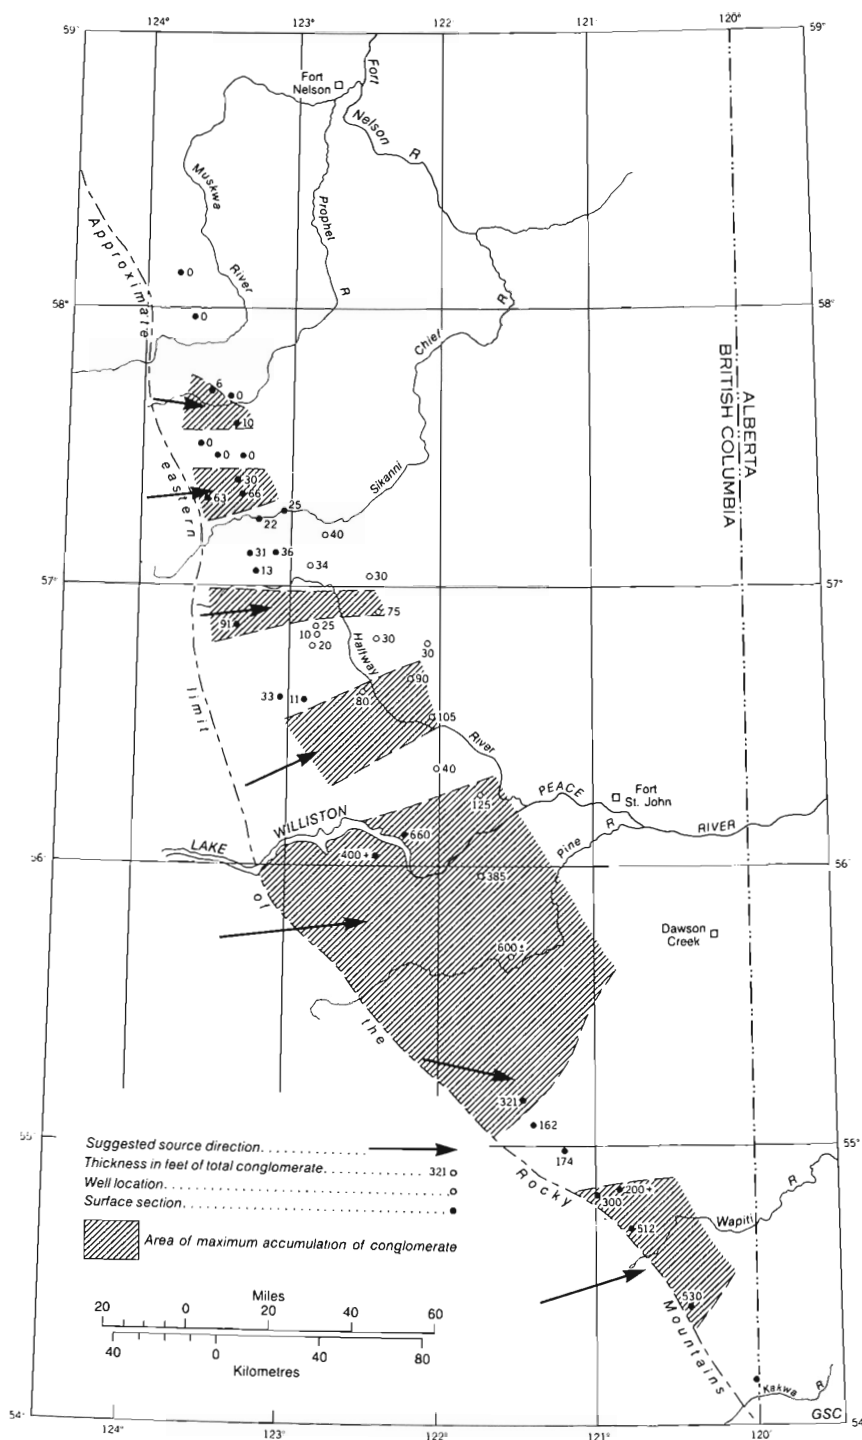 124°
123°
122°
121°
120°
59°
59°
Fort
Nelson
Fort
Nelson
R
Muskwa
River
Prophet
R
Approximate
0
0
58°
58°
R
Chief
Sikanni
ALBERTA
BRITISH COLUMBIA
6
0
10
0
0
0
eastern
30
63
66
25
22
40
31
36
34
13
30
57°
57°
75
91
25
10
20
30
30
Halfway
River
limit
90
80
33
11
105
40
125
PEACE
RIVER
Fort
St. John
Pine
R
LAKE
WILLISTON
660
400+
56°
56°
385
of
Dawson
Creek
600±
the
321
162
174
55°
55°
Rocky
Mountains
300
200+
512
530
Wapiti
R
Kakwa
R
GSC
Suggested source direction
Thickness in feet of total conglomerate 321
Well location
Surface section
Area of maximum accumulation of conglomerate
Miles
20 0 20 40 60
40 0 40 80
Kilometres
54°
54°
124°
123°
122°
121°
120°